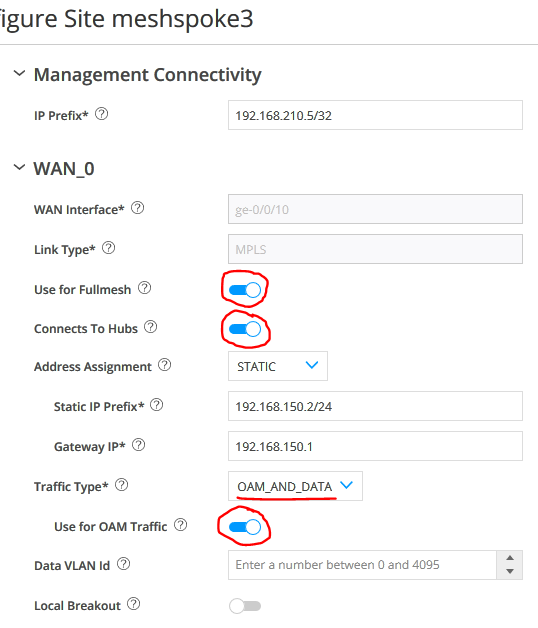 figure Site meshspoke3
Management Connectivity
IP Prefix* ? 192.168.210.5/32
WAN_0
WAN Interface* ? ge-0/0/10
Link Type* ? MPLS
Use for Fullmesh ?
Connects To Hubs ?
Address Assignment ? STATIC
Static IP Prefix* ? 192.168.150.2/24
Gateway IP* ? 192.168.150.1
Traffic Type* ? OAM_AND_DATA
Use for OAM Traffic ?
Data VLAN Id ? Enter a number between 0 and 4095
Local Breakout ?